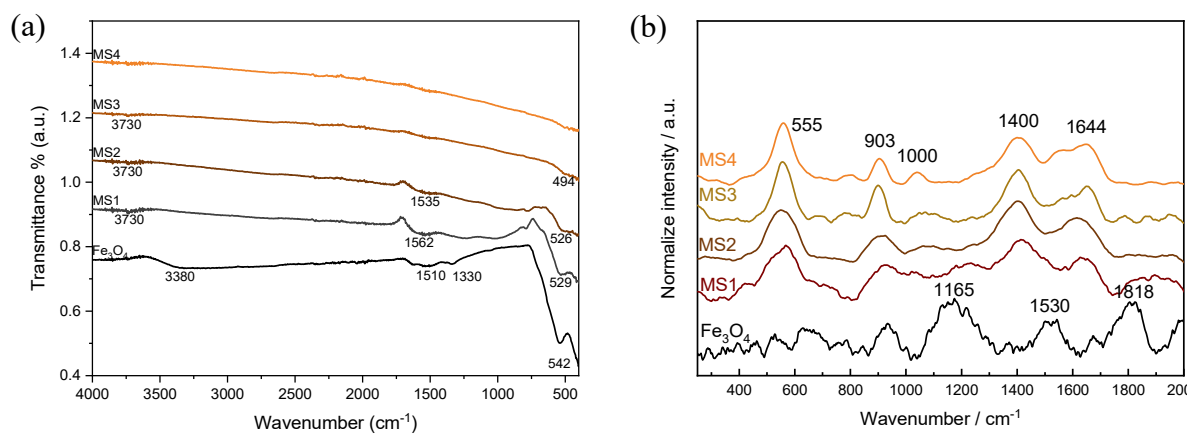 (a)
1.4
1.2
1.0
0.8
0.6
0.4
Transmittance % (a.u.)
MS4
MS3
3730
494
MS2
3730
1535
526
MS1
3730
1562
529
Fe₃O₄
3380
1510
1330
542
4000
3500
3000
2500
2000
1500
1000
500
Wavenumber (cm⁻¹)
(b)
Normalize intensity / a.u.
555
903
1000
1400
1644
MS4
MS3
MS2
MS1
1165
1530
1818
Fe₃O₄
400
600
800
1000
1200
1400
1600
1800
200
Wavenumber / cm⁻¹